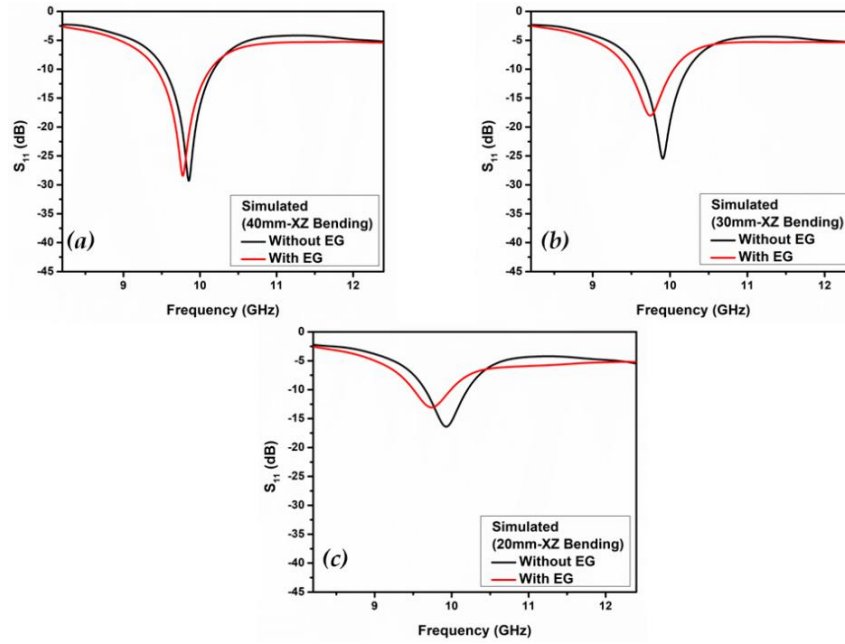 0
-5
-10
-15
-20
-25
-30
-35
-40
-45
S11 (dB)
(a)
Simulated
(40mm-XZ Bending)
Without EG
With EG
9 10 11 12
Frequency (GHz)
0
-5
-10
-15
-20
-25
-30
-35
-40
-45
S11 (dB)
(b)
Simulated
(30mm-XZ Bending)
Without EG
With EG
9 10 11 12
Frequency (GHz)
0
-5
-10
-15
-20
-25
-30
-35
-40
-45
S11 (dB)
(c)
Simulated
(20mm-XZ Bending)
Without EG
With EG
9 10 11 12
Frequency (GHz)